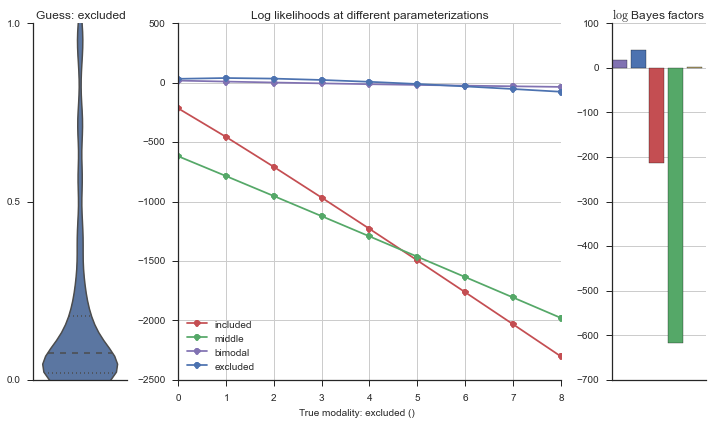 Guess: excluded
1.0
0.5
0.0
Log likelihoods at different parameterizations
500
0
−500
−1000
−1500
−2000
−2500
included
middle
bimodal
excluded
0 1 2 3 4 5 6 7 8
True modality: excluded ()
log Bayes factors
100
0
−100
−200
−300
−400
−500
−600
−700